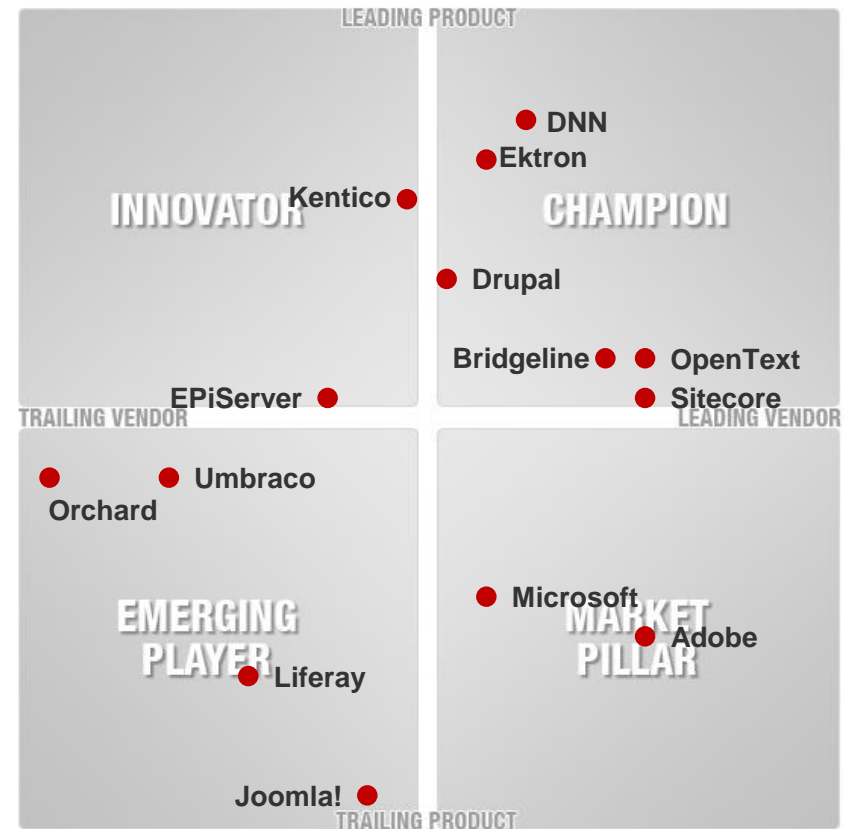 LEADING PRODUCT
DNN
Ektron
Kentico
INNOVATOR
CHAMPION
Drupal
Bridgeline
OpenText
EPiServer
Sitecore
TRAILING VENDOR
LEADING VENDOR
Umbraco
Orchard
Microsoft
EMERGING
PLAYER
MARKET
PILLAR
Adobe
Liferay
Joomla!
TRAILING PRODUCT